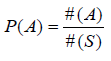 P(A) = #(A) / #(S)